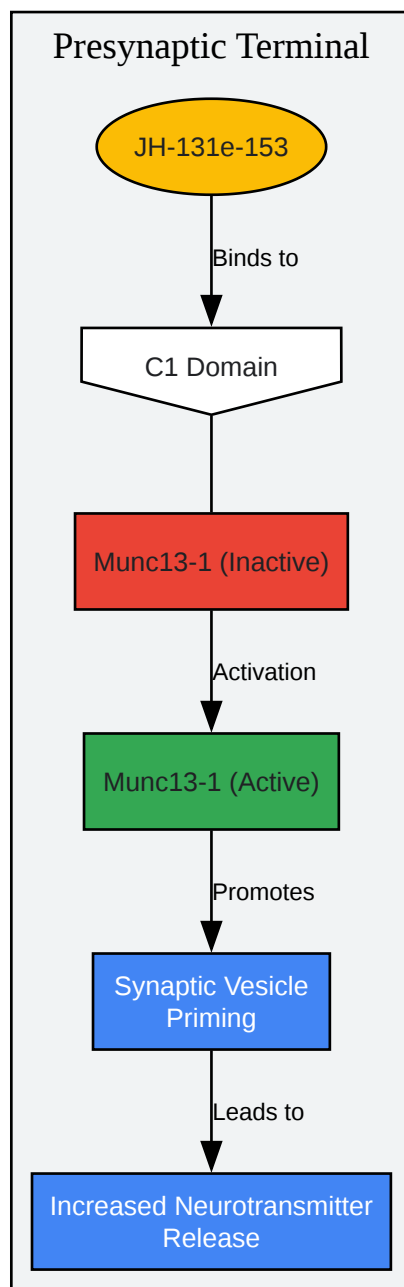 Presynaptic Terminal
JH-131e-153
Binds to
C1 Domain
Munc13-1 (Inactive)
Activation
Munc13-1 (Active)
Promotes
Synaptic Vesicle
Priming
Leads to
Increased Neurotransmitter
Release